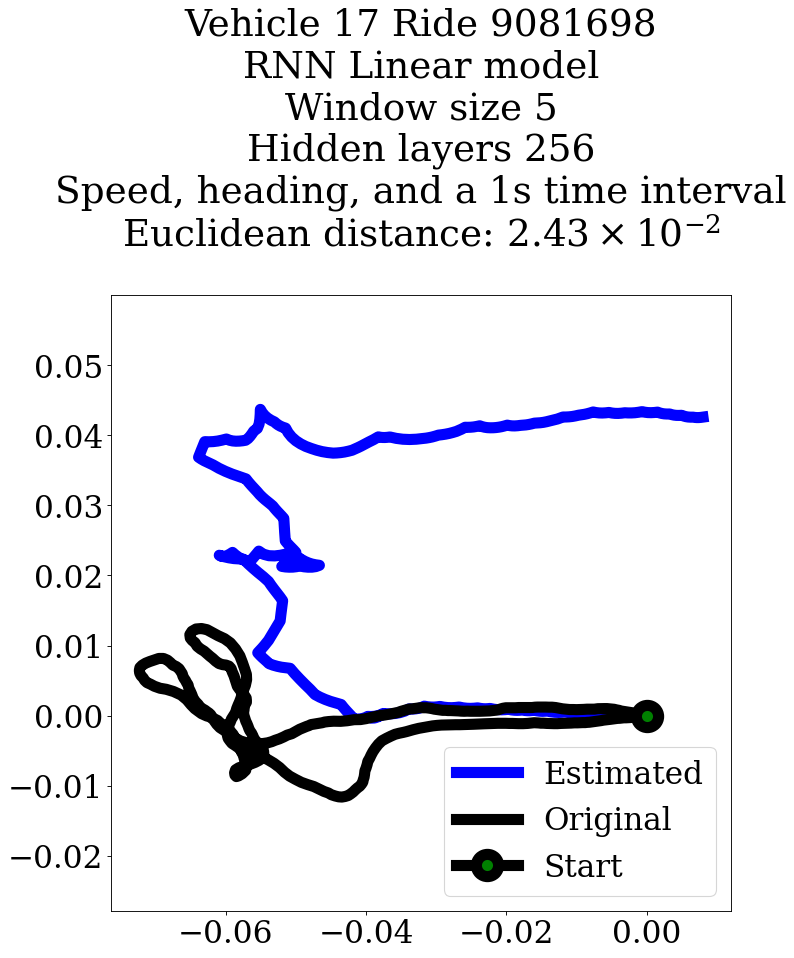 Vehicle 17 Ride 9081698
RNN Linear model
Window size 5
Hidden layers 256
Speed, heading, and a 1s time interval
Euclidean distance: 2.43 × 10⁻²
0.05
0.04
0.03
0.02
0.01
0.00
−0.01
−0.02
Estimated
Original
Start
−0.06 −0.04 −0.02 0.00